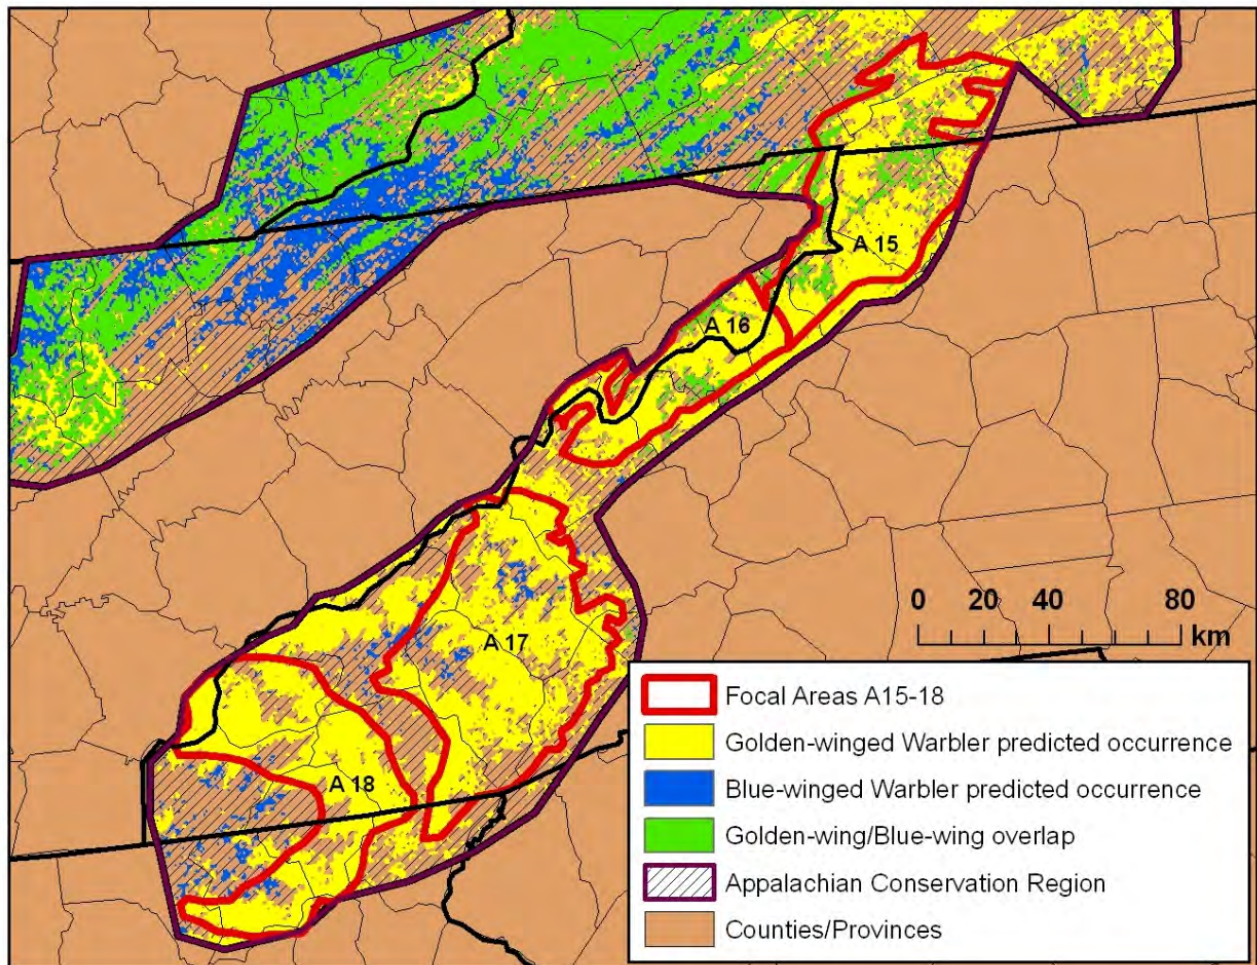 A 15
A 16
0 20 40 80
km
A 17
Focal Areas A15-18
Golden-winged Warbler predicted occurrence
A 18
Blue-winged Warbler predicted occurrence
Golden-wing/Blue-wing overlap
Appalachian Conservation Region
Counties/Provinces